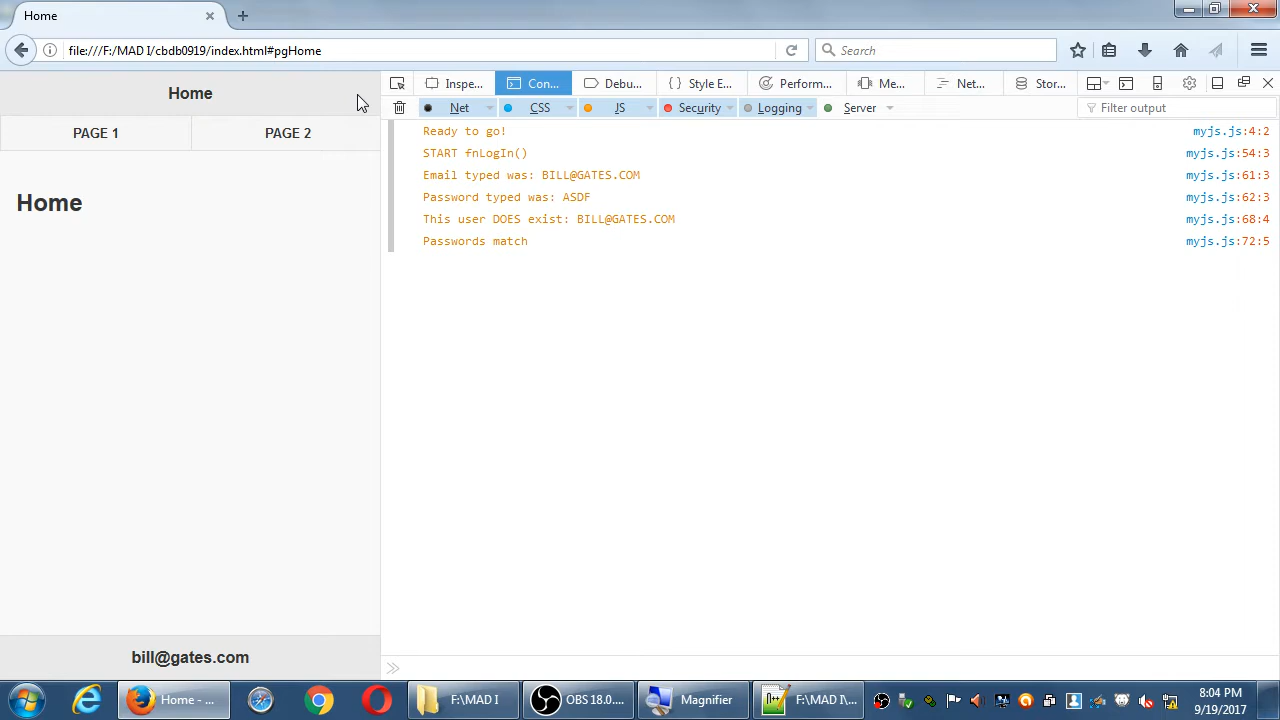 Home
file:///F:/MAD I/cbdb0919/index.html#pgHome
Search
Home
PAGE 1
PAGE 2
Home
bill@gates.com
Inspe...
Con...
Debu...
Style E...
Perform...
Me...
Net...
Stor...
Net
CSS
JS
Security
Logging
Server
Filter output
Ready to go! myjs.js:4:2
START fnLogIn() myjs.js:54:3
Email typed was: BILL@GATES.COM myjs.js:61:3
Password typed was: ASDF myjs.js:62:3
This user DOES exist: BILL@GATES.COM myjs.js:68:4
Passwords match myjs.js:72:5
Home - ...
F:\MAD I
OBS 18.0....
Magnifier
F:\MAD I\...
8:04 PM
9/19/2017